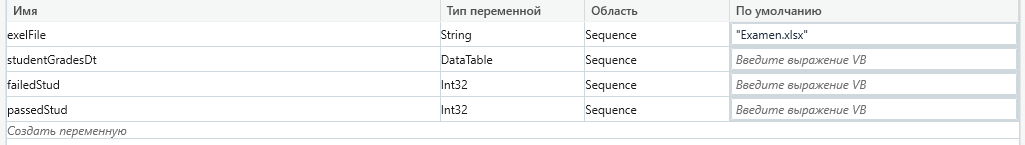 Имя Тип переменной Область По умолчанию
exelFile String Sequence "Examen.xlsx"
studentGradesDt DataTable Sequence Введите выражение VB
failedStud Int32 Sequence Введите выражение VB
passedStud Int32 Sequence Введите выражение VB
Создать переменную